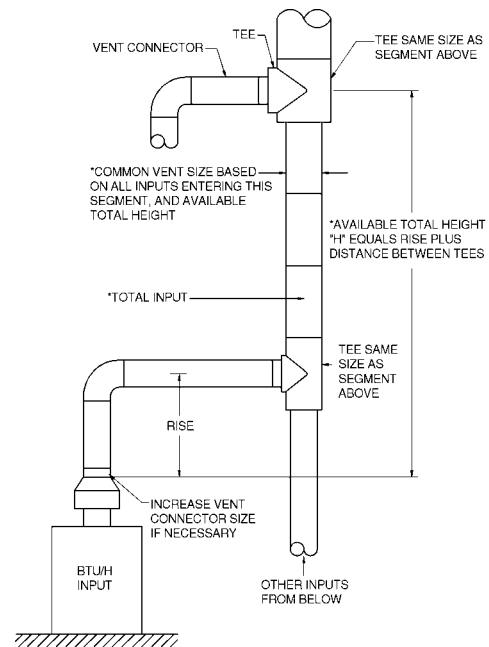 TEE
VENT CONNECTOR
TEE SAME SIZE AS
SEGMENT ABOVE
*COMMON VENT SIZE BASED
ON ALL INPUTS ENTERING THIS
SEGMENT, AND AVAILABLE
TOTAL HEIGHT
*AVAILABLE TOTAL HEIGHT
"H" EQUALS RISE PLUS
DISTANCE BETWEEN TEES
*TOTAL INPUT
TEE SAME
SIZE AS
SEGMENT
ABOVE
RISE
INCREASE VENT
CONNECTOR SIZE
IF NECESSARY
BTU/H
INPUT
OTHER INPUTS
FROM BELOW